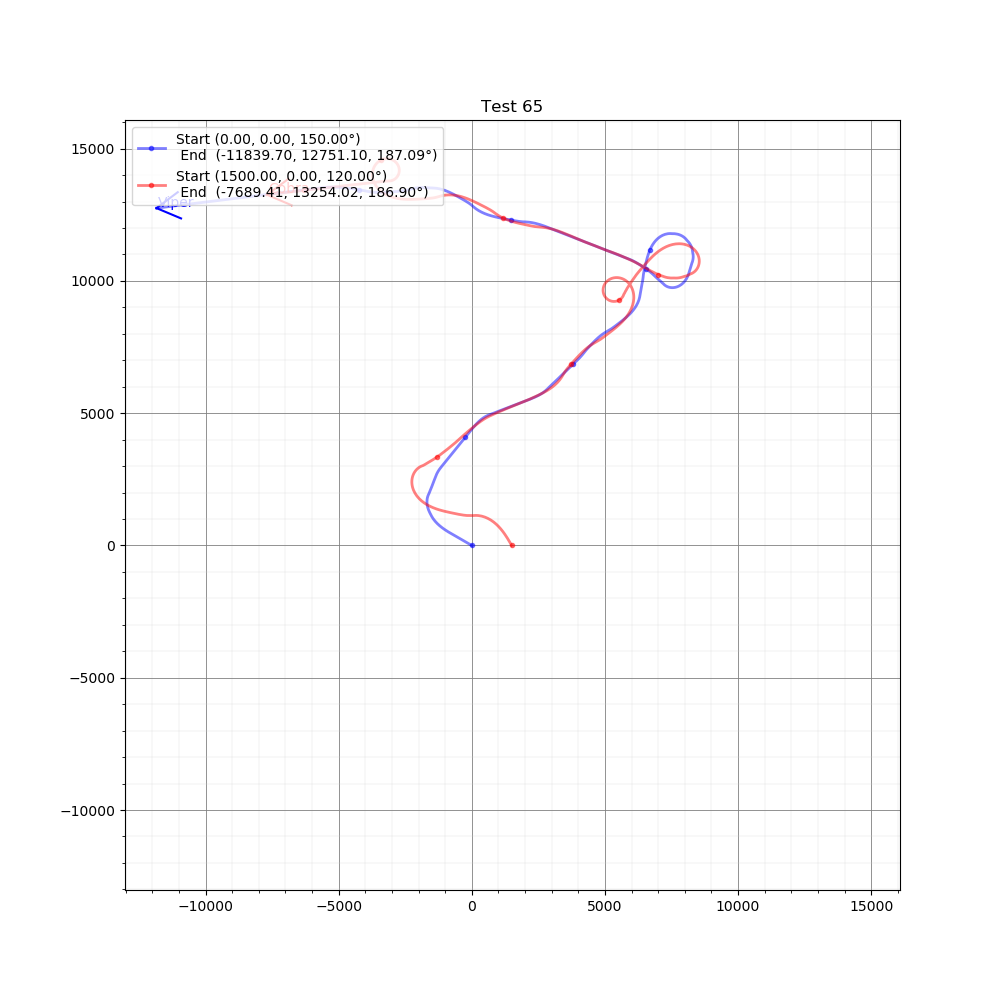 Test 65
Start (0.00, 0.00, 150.00°)
End (-11839.70, 12751.10, 187.09°)
Start (1500.00, 0.00, 120.00°)
End (-7689.41, 13254.02, 186.90°)
Viper
15000
10000
5000
0
−5000
−10000
−10000
−5000
0
5000
10000
15000